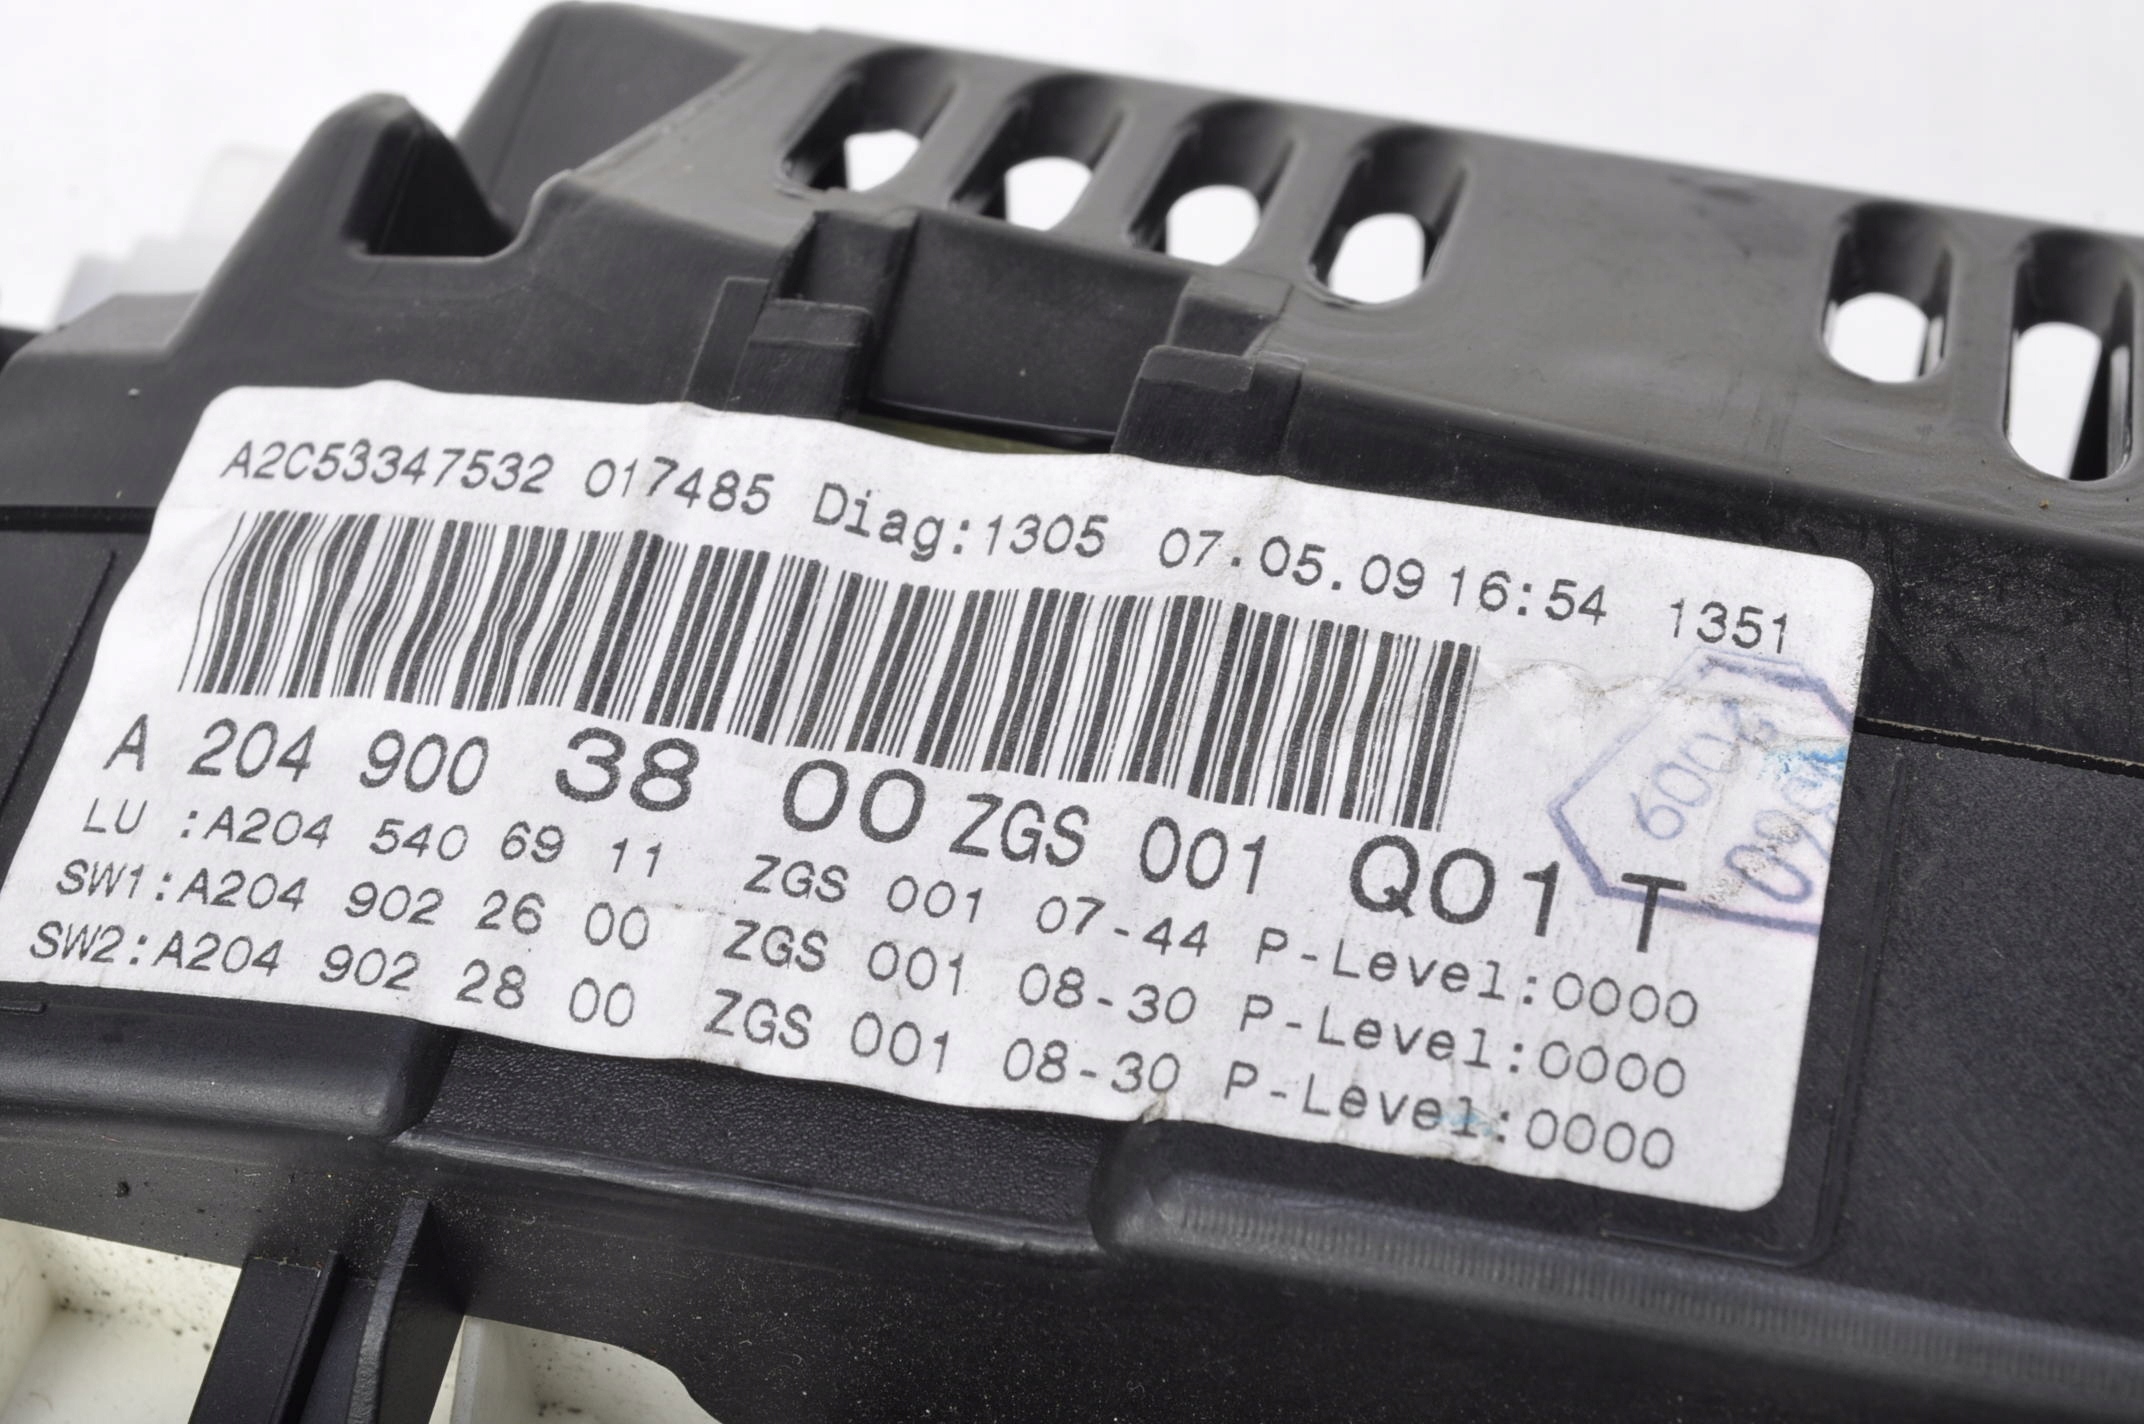 A2C53347532 017485 Diag:1305 07.05.09 16:54 1351
A 204 900 38 00 ZGS 001 Q01 T
LU :A204 540 69 11 ZGS 001 07-44 P-Level:0000
SW1:A204 902 26 00 ZGS 001 08-30 P-Level:0000
SW2:A204 902 28 00 ZGS 001 08-30 P-Level:0000